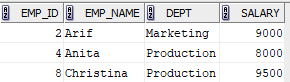 EMP_ID EMP_NAME DEPT SALARY
2 Arif Marketing 9000
4 Anita Production 8000
8 Christina Production 9500